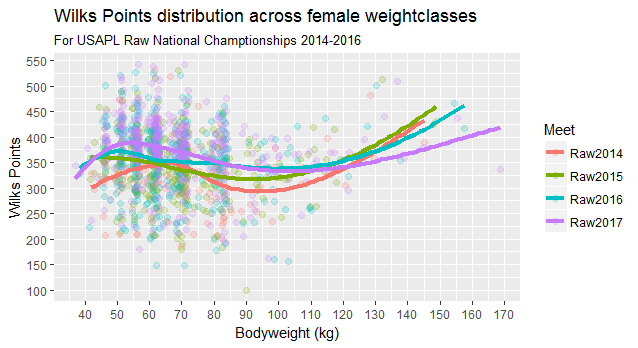 Wilks Points distribution across female weightclasses
For USAPL Raw National Champtionships 2014-2016
Wilks Points
550
500
450
400
350
300
250
200
150
100
40 50 60 70 80 90 100 110 120 130 140 150 160 170
Bodyweight (kg)
Meet
Raw2014
Raw2015
Raw2016
Raw2017